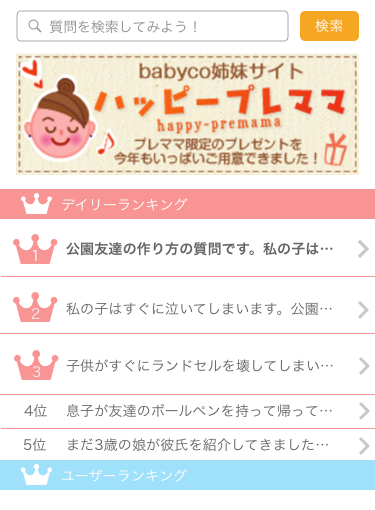 質問を検索してみよう！
検索
babyco姉妹サイト
ハッピープレママ
happy-premama
プレママ限定のプレゼントを
今年もいっぱいご用意できました！
デイリーランキング
1 公園友達の作り方の質問です。私の子は…
2 私の子はすぐに泣いてしまいます。公園…
3 子供がすぐにランドセルを壊してしまい…
4位 息子が友達のボールペンを持って帰って…
5位 まだ3歳の娘が彼氏を紹介してきました…
ユーザーランキング